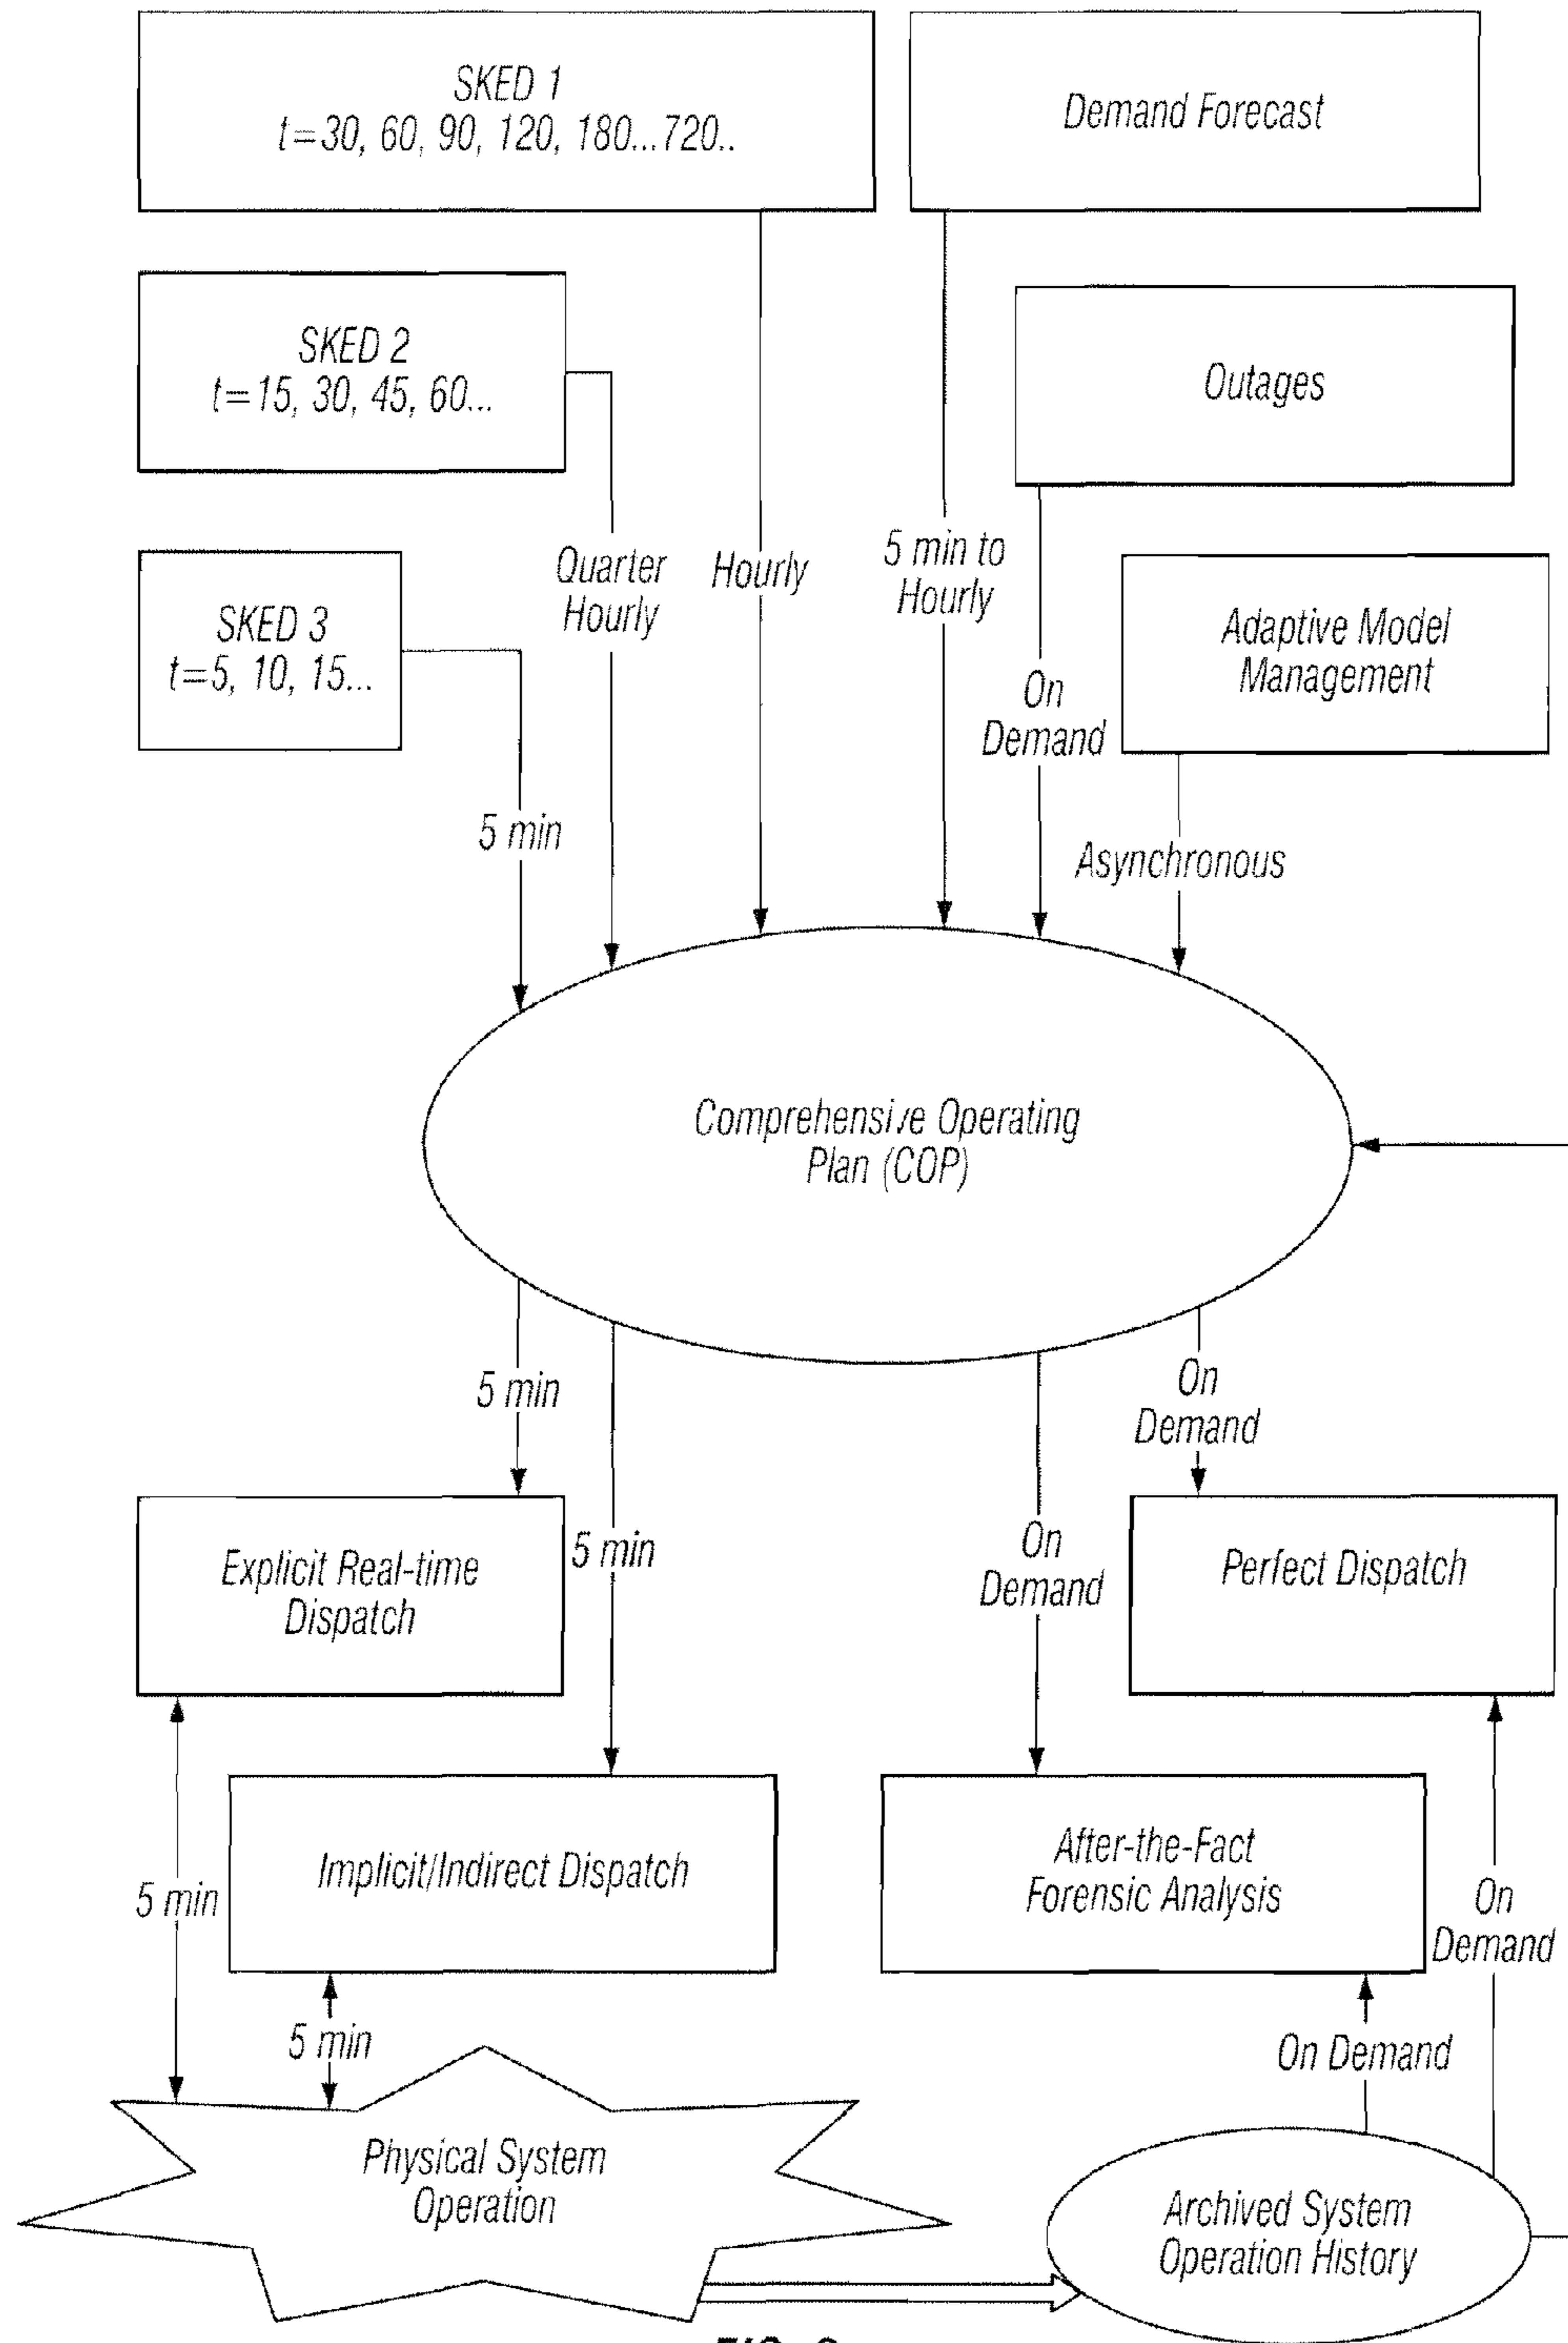 SKED 1
t=30, 60, 90, 120, 180...720..
Demand Forecast
SKED 2
t=15, 30, 45, 60...
Outages
Quarter
Hourly
Hourly
5 min to
Hourly
SKED 3
t=5, 10, 15...
Adaptive Model
Management
On
Demand
5 min
Asynchronous
Comprehensive Operating
Plan (COP)
5 min
On
Demand
Explicit Real-time
Dispatch
5 min
On
Demand
Perfect Dispatch
5 min
Implicit/Indirect Dispatch
After-the-Fact
Forensic Analysis
On
Demand
5 min
On Demand
Physical System
Operation
Archived System
Operation History